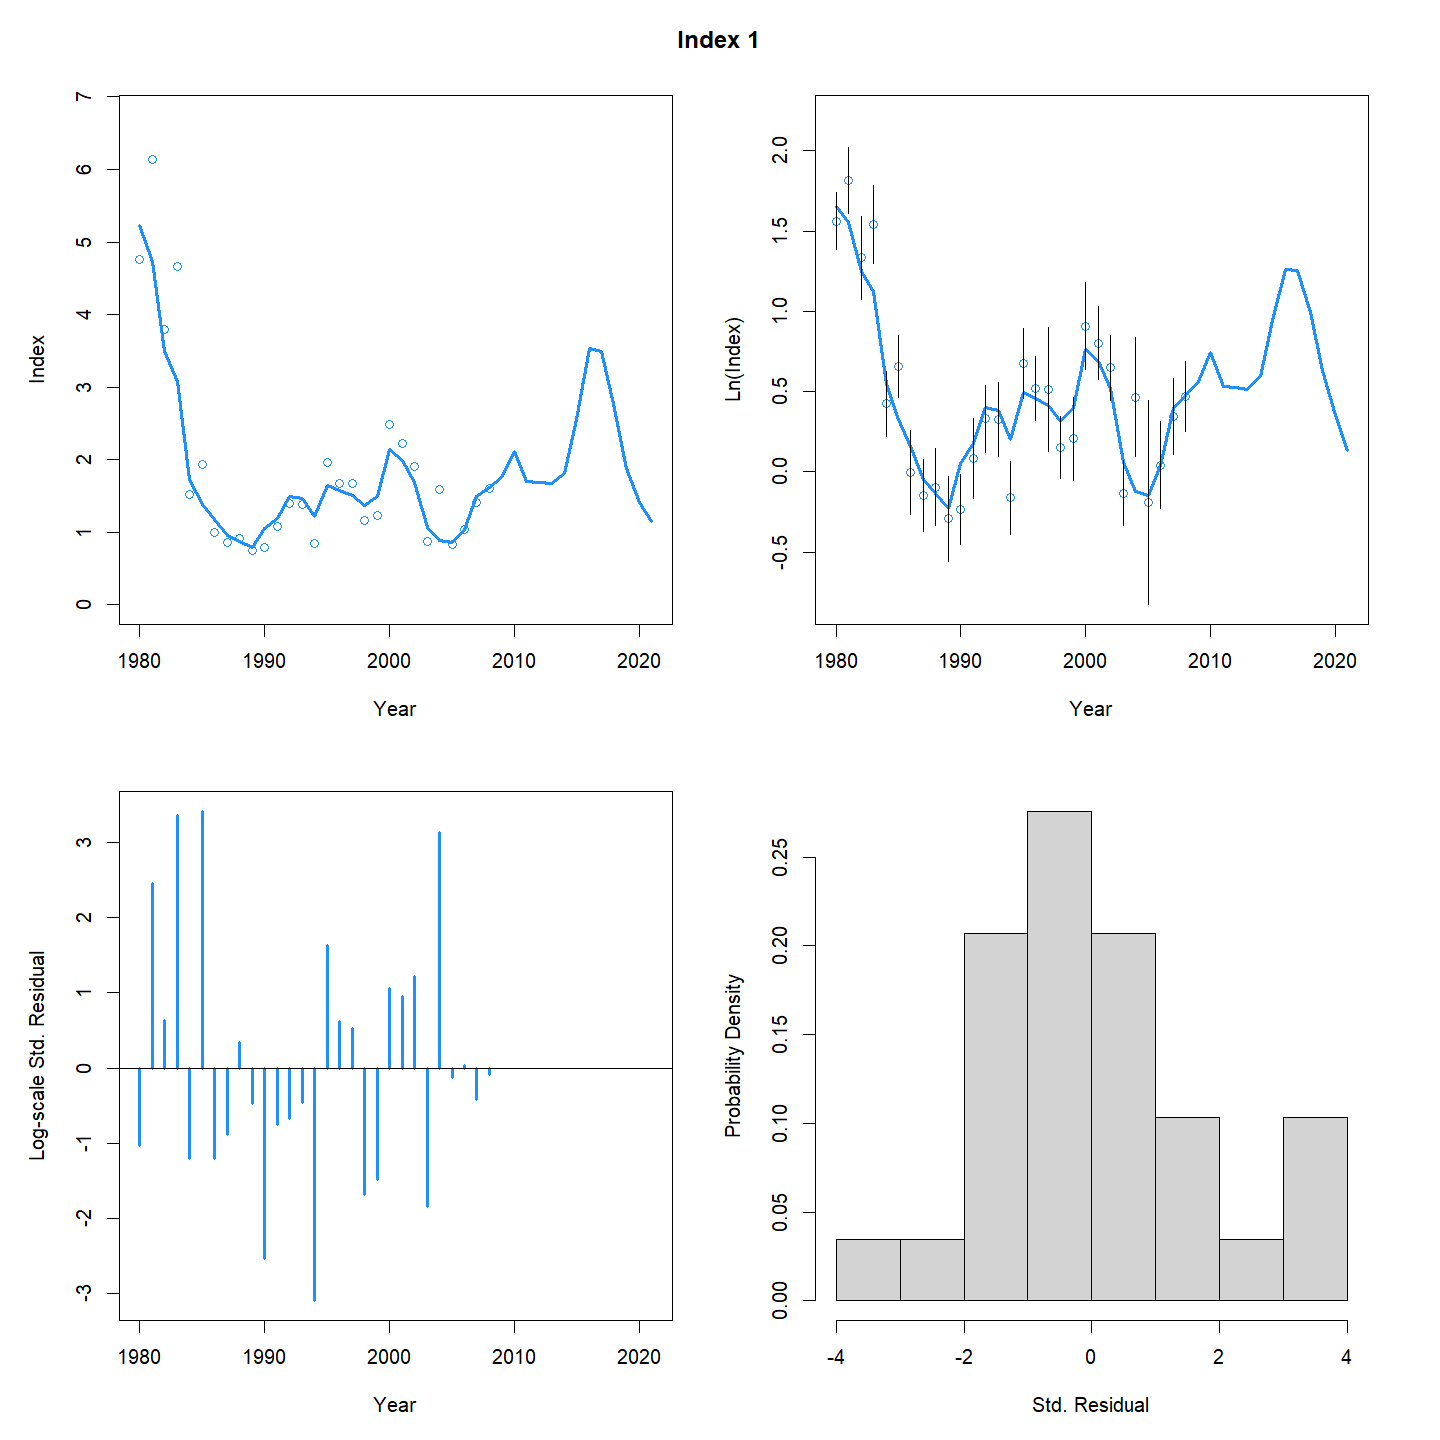 Index 1
7
6
5
4
3
2
1
0
Index
1980 1990 2000 2010 2020
Year
2.0
1.5
1.0
0.5
0.0
-0.5
Ln(Index)
1980 1990 2000 2010 2020
Year
3
2
1
0
-1
-2
-3
Log-scale Std. Residual
1980 1990 2000 2010 2020
Year
0.25
0.20
0.15
0.10
0.05
0.00
Probability Density
-4 -2 0 2 4
Std. Residual